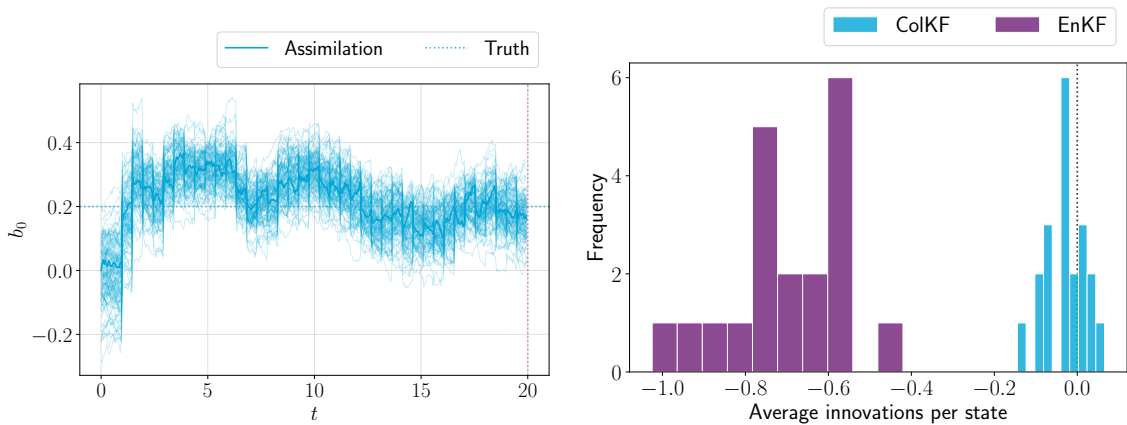 Assimilation Truth
0.4
0.2
0.0
−0.2
b₀
0 5 10 15 20
t
ColKF EnKF
6
4
2
0
Frequency
−1.0 −0.8 −0.6 −0.4 −0.2 0.0
Average innovations per state